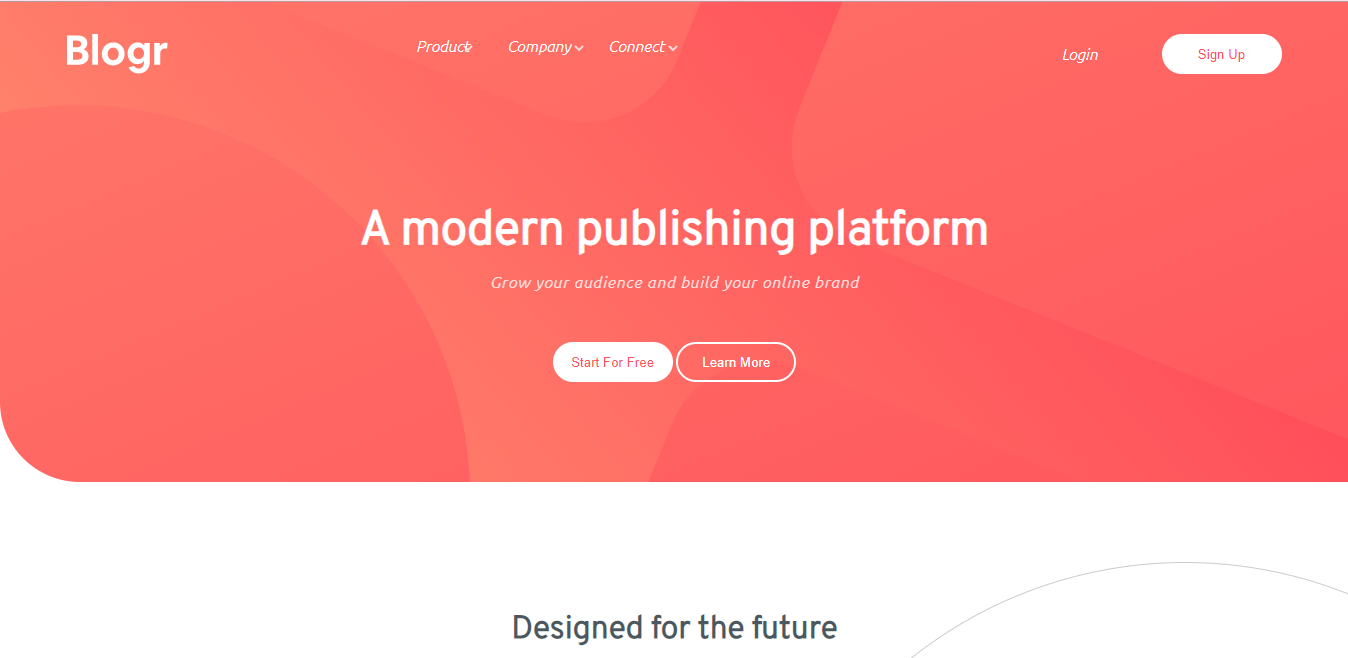 Blogr
Product Company Connect
Login
Sign Up
A modern publishing platform
Grow your audience and build your online brand
Start For Free Learn More
Designed for the future